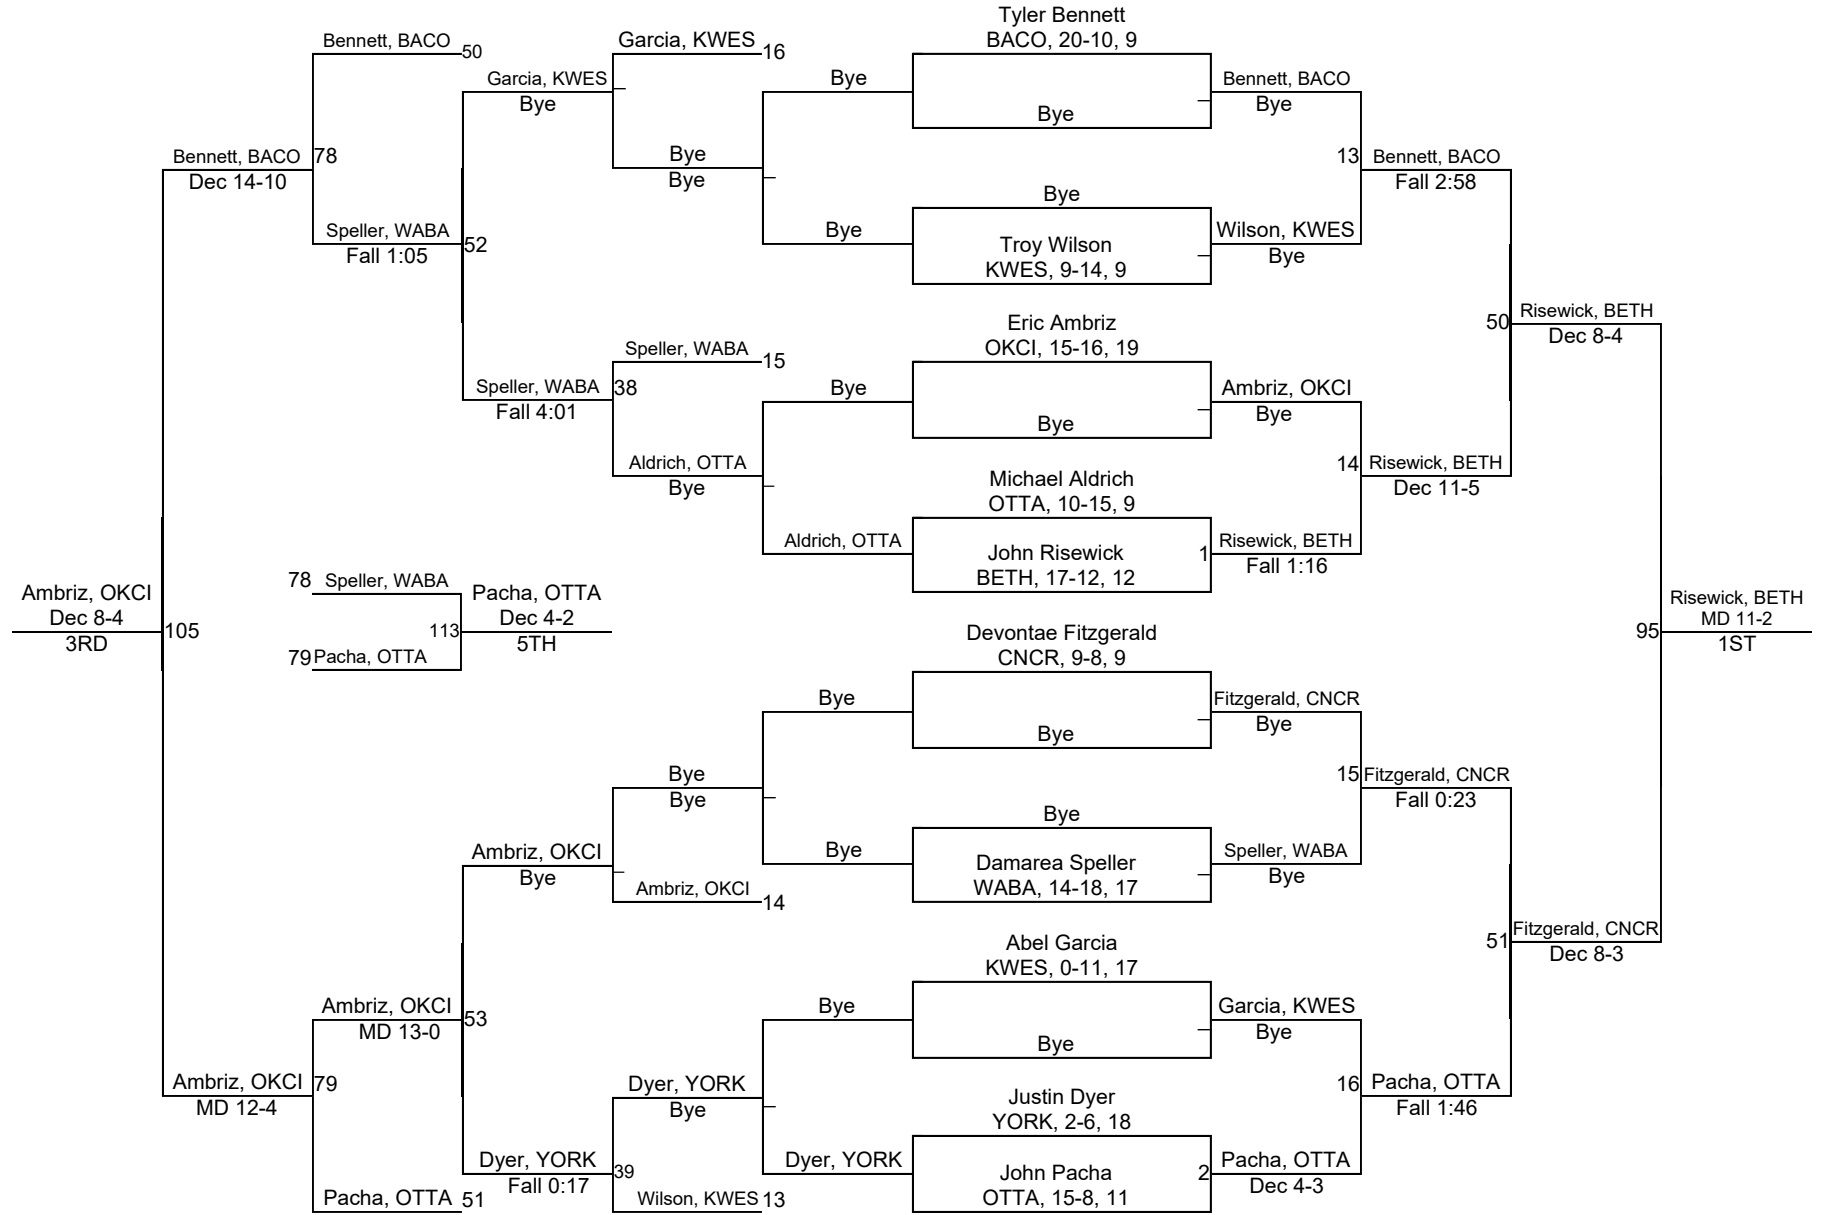 Tyler Bennett
BACO, 20-10, 9
Bye
Bye
Troy Wilson
KWES, 9-14, 9
Eric Ambriz
OKCI, 15-16, 19
Bye
Michael Aldrich
OTTA, 10-15, 9
John Risewick
BETH, 17-12, 12
1
Devontae Fitzgerald
CNCR, 9-8, 9
Bye
Bye
Damarea Speller
WABA, 14-18, 17
Abel Garcia
KWES, 0-11, 17
Bye
Justin Dyer
YORK, 2-6, 18
John Pacha
OTTA, 15-8, 11
2
Bennett, BACO
Bye
Wilson, KWES
Bye
Ambriz, OKCI
Bye
Risewick, BETH
Fall 1:16
Fitzgerald, CNCR
Bye
Speller, WABA
Bye
Garcia, KWES
Bye
Pacha, OTTA
Dec 4-3
13
Bennett, BACO
Fall 2:58
14
Risewick, BETH
Dec 11-5
15
Fitzgerald, CNCR
Fall 0:23
16
Pacha, OTTA
Fall 1:46
50
Risewick, BETH
Dec 8-4
51
Fitzgerald, CNCR
Dec 8-3
95
Risewick, BETH
MD 11-2
1ST
Bye
Bye
Bye
Aldrich, OTTA
Bye
Bye
Bye
Dyer, YORK
Garcia, KWES
16
Bye
Bye
Speller, WABA
15
Aldrich, OTTA
Bye
Bye
Bye
Ambriz, OKCI
14
Dyer, YORK
Bye
Wilson, KWES
13
Garcia, KWES
Bye
Speller, WABA
38
Fall 4:01
Ambriz, OKCI
Bye
Dyer, YORK
39
Fall 0:17
Bennett, BACO
50
Speller, WABA
52
Fall 1:05
Ambriz, OKCI
53
MD 13-0
Pacha, OTTA
51
Bennett, BACO
78
Dec 14-10
Ambriz, OKCI
79
MD 12-4
Ambriz, OKCI
Dec 8-4
105
3RD
78
Speller, WABA
79
Pacha, OTTA
113
Pacha, OTTA
Dec 4-2
5TH